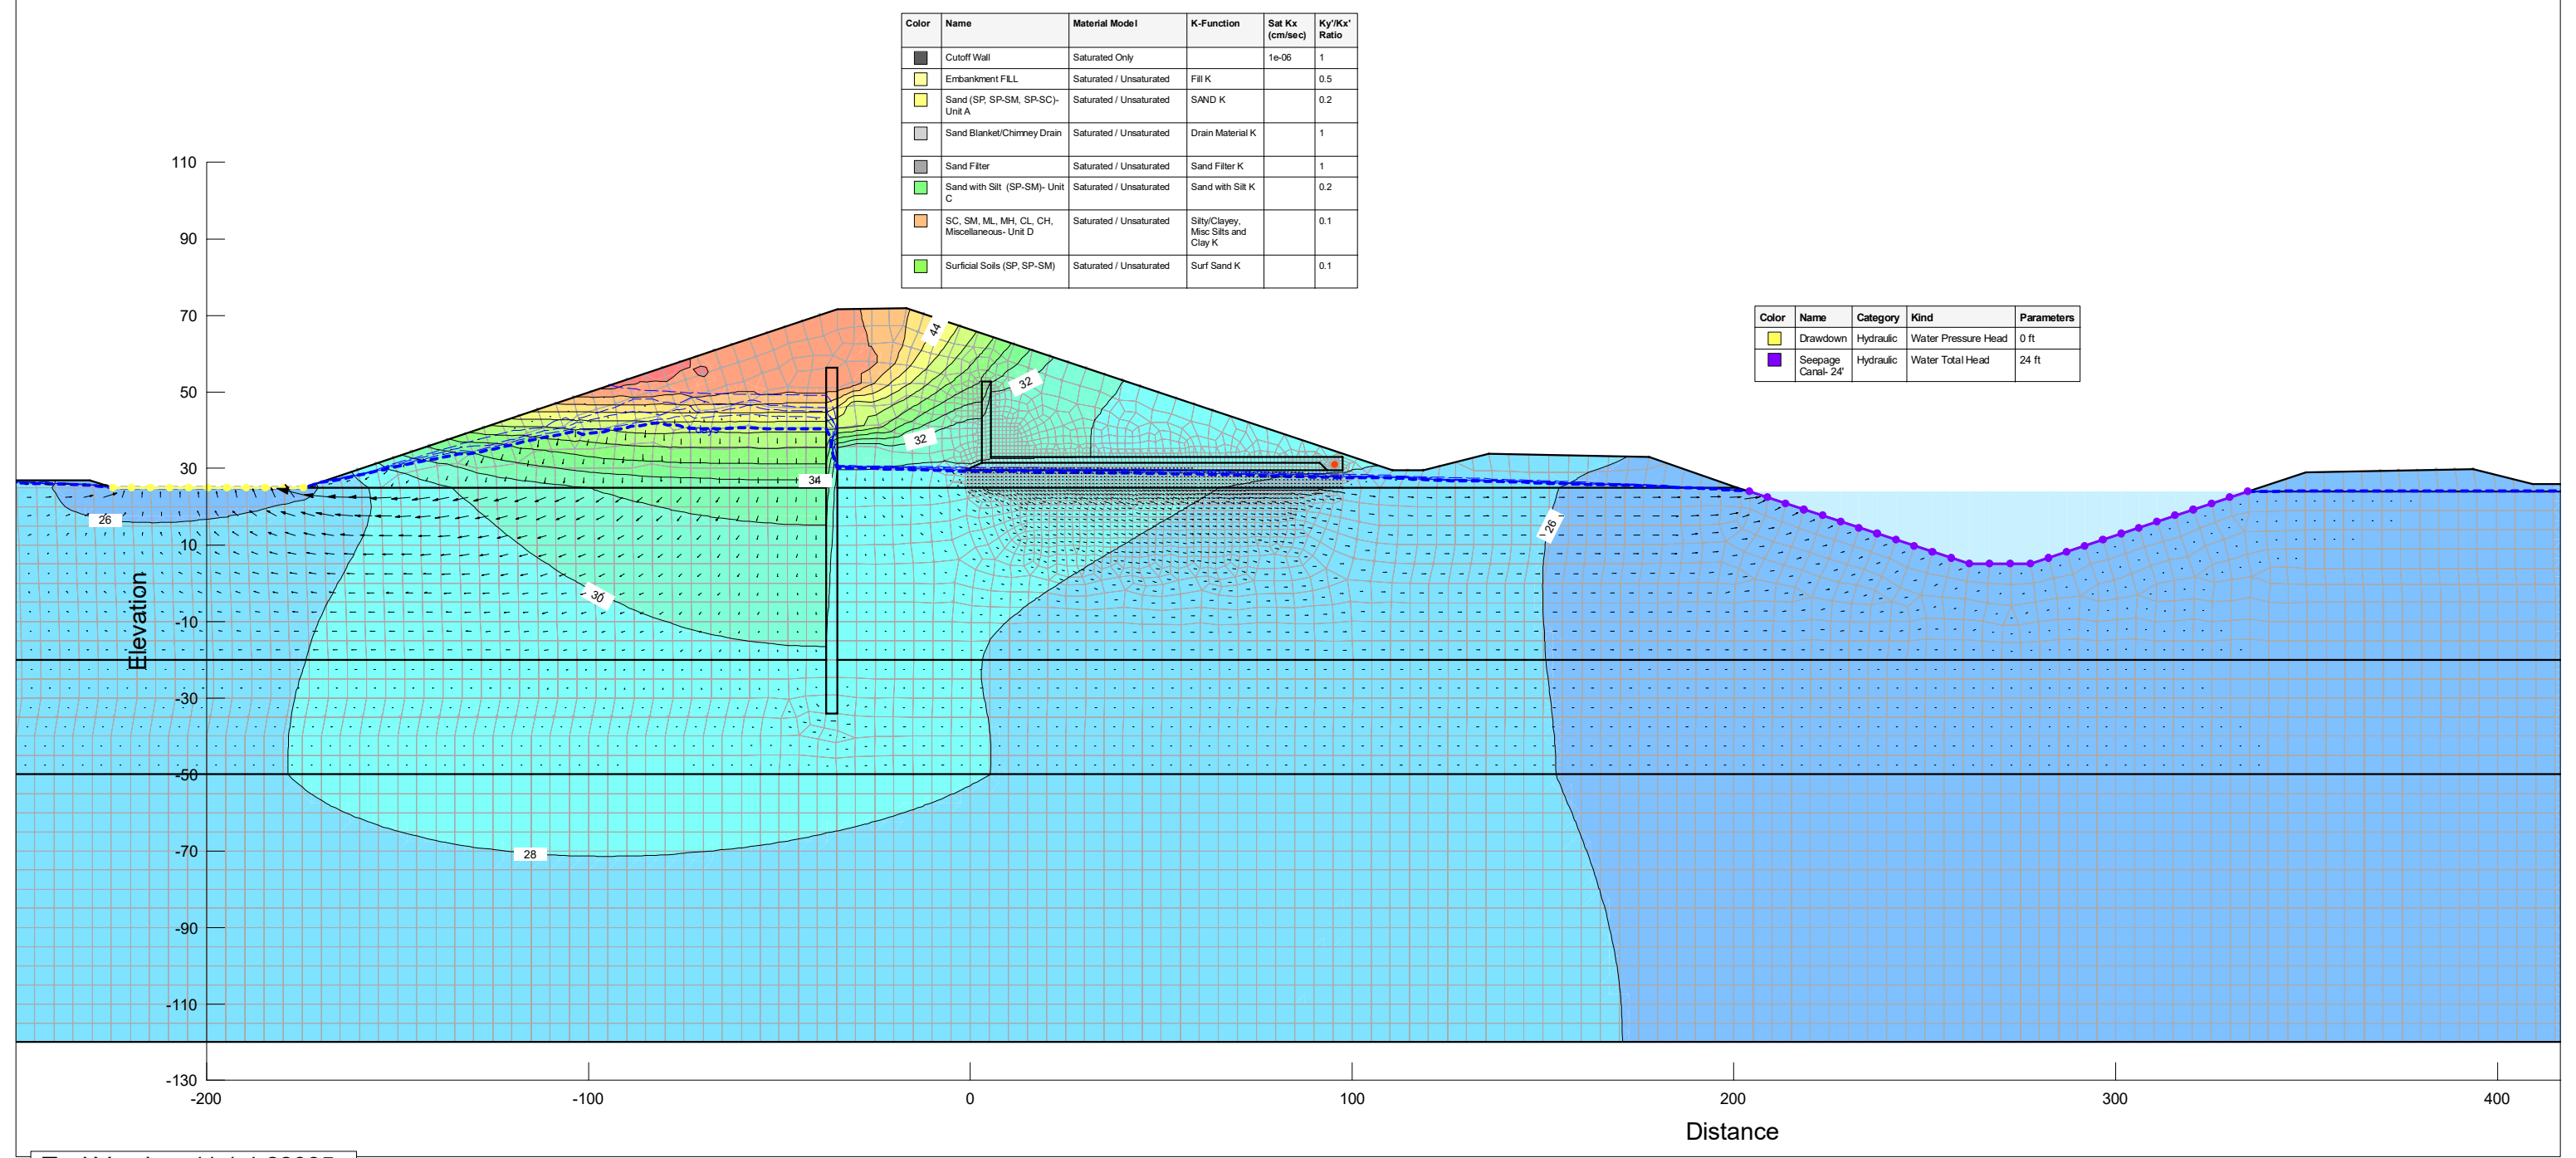 Color Name Material Model K-Function Sat Kx Ky'/Kx'
(cm/sec) Ratio
Cutoff Wall Saturated Only 1e-06 1
Embankment FILL Saturated / Unsaturated Fill K 0.5
Sand (SP, SP-SM, SP-SC)- Saturated / Unsaturated SAND K 0.2
Unit A
Sand Blanket/Chimney Drain Saturated / Unsaturated Drain Material K 1
Sand Filter Saturated / Unsaturated Sand Filter K 1
Sand with Silt (SP-SM)- Unit Saturated / Unsaturated Sand with Silt K 0.2
C
SC, SM, ML, MH, CL, CH, Saturated / Unsaturated Silty/Clayey, 0.1
Miscellaneous- Unit D Misc Silts and
Clay K
Surficial Soils (SP, SP-SM) Saturated / Unsaturated Surf Sand K 0.1
Color Name Category Kind Parameters
Drawdown Hydraulic Water Pressure Head 0 ft
Seepage Hydraulic Water Total Head 24 ft
Canal- 24'
110
90
70
50
30
10
-10
-30
-50
-70
-90
-110
-130
Elevation
44
32
32
34
26
30
26
28
-200 -100 0 100 200 300 400
Distance